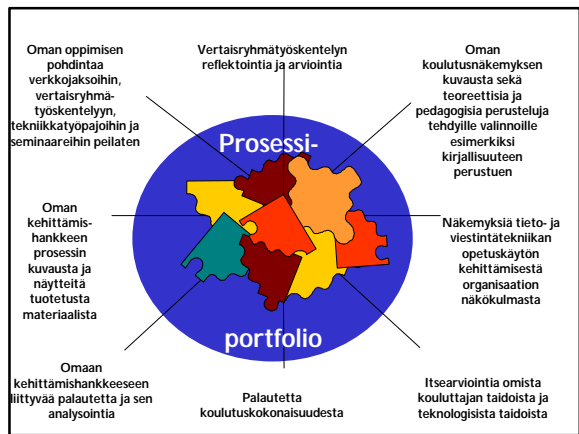 Oman oppimisen
pohdintaa
verkkojaksoihin,
vertaisryhmä-
työskentelyyn,
tekniikkatyöpajoihin ja
seminaareihin peilaten
Vertaisryhmätyöskentelyn
reflektointia ja arviointia
Oman
koulutusnäkemyksen
kuvausta sekä
teoreettisia ja
pedagogisia perusteluja
tehdyille valinnoille
esimerkiksi
kirjallisuuteen
perustuen
Prosessi-
Oman
kehittämis-
hankkeen
prosessin
kuvausta ja
näytteitä
tuotetusta
materiaalista
Näkemyksiä tieto- ja
viestintätekniikan
opetuskäytön
kehittämisestä
organisaation
näkökulmasta
portfolio
Omaan
kehittämishankkeeseen
liittyvää palautetta ja sen
analysointia
Palautetta
koulutuskokonaisuudesta
Itsearviointia omista
kouluttajan taidoista ja
teknologisista taidoista